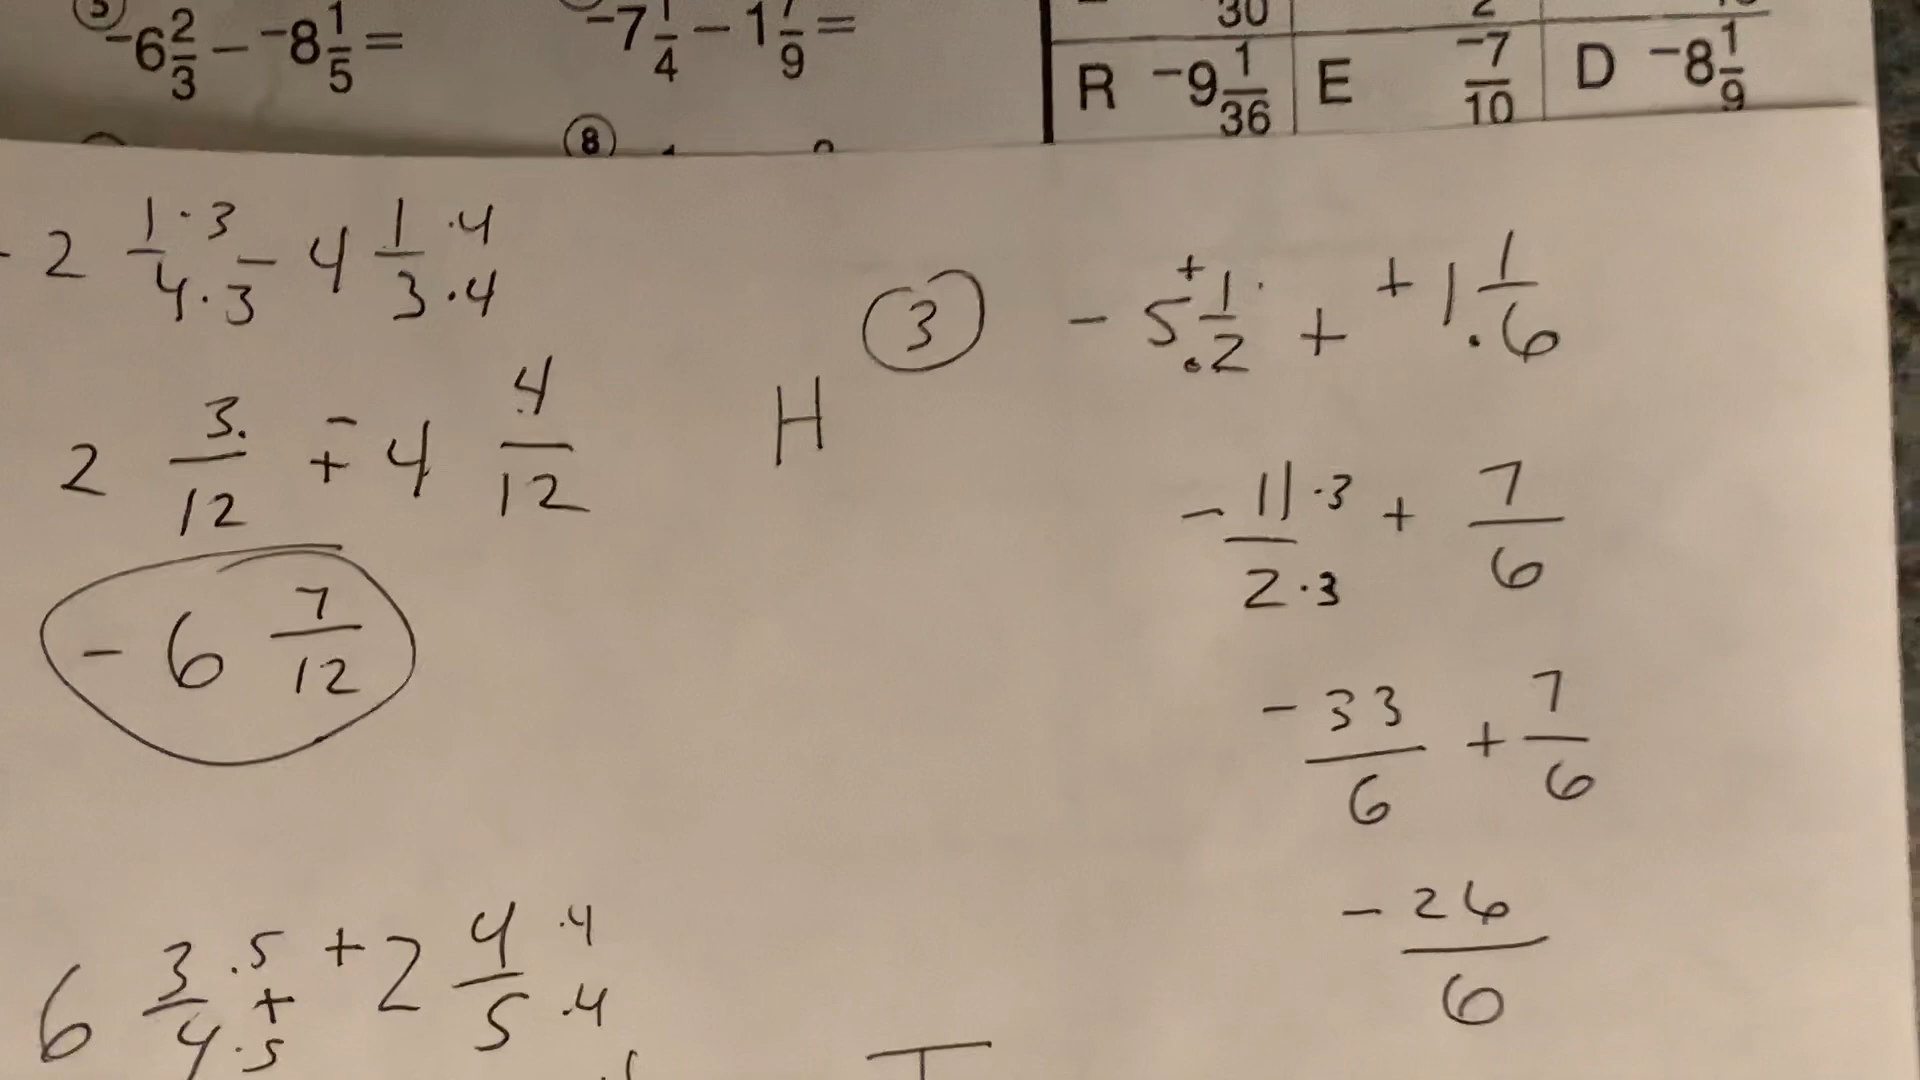 5
-6 2/3 - -8 1/5 =
-7 1/4 - 1 7/9 =
30
2
R -9 1/36
E -7/10
D -8 1/9
8
- 2 1·3/4·3 - 4 1·4/3·4
2 3./12 + -4 4/12
H
- 6 7/12
6 3·5/4·5 + +2 4·4/5·4
3
- 5 + 1·/.2 + +1 1/.6
- 11·3/2·3 + 7/6
- 33/6 + 7/6
- 26/6